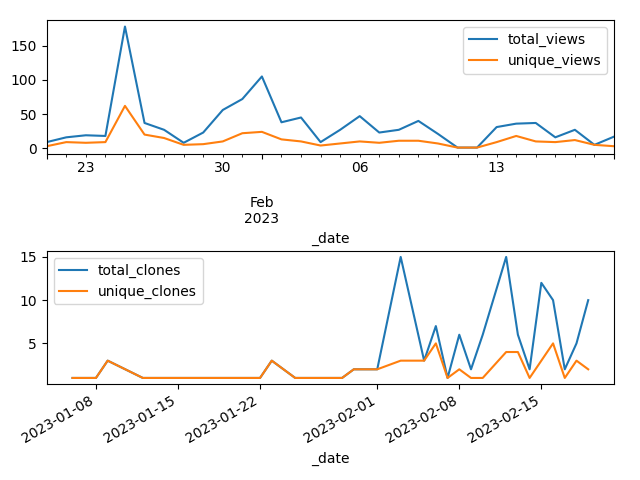 total_views
unique_views
150
100
50
0
23
30
06
13
Feb
2023
_date
total_clones
unique_clones
15
10
5
2023-01-08
2023-01-15
2023-01-22
2023-02-01
2023-02-08
2023-02-15
_date